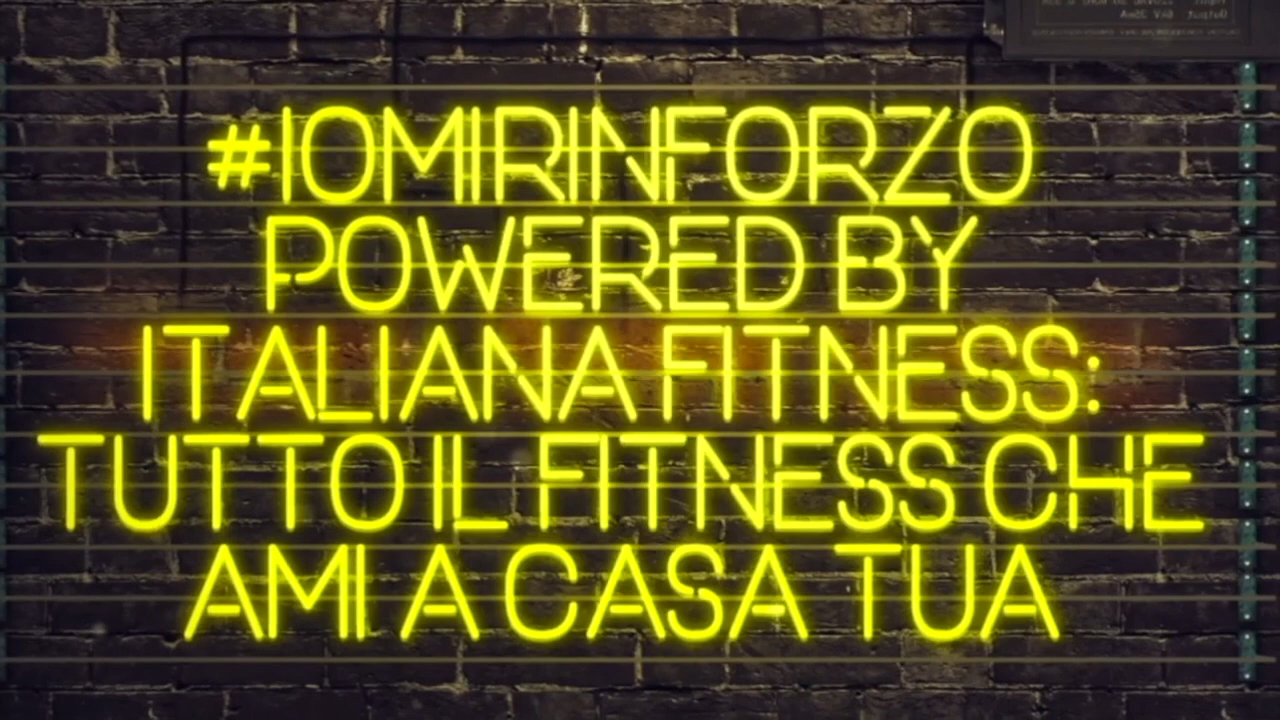 #IOMIRINFORZO
POWERED BY
ITALIANA FITNESS:
TUTTO IL FITNESS CHE
AMI A CASA TUA